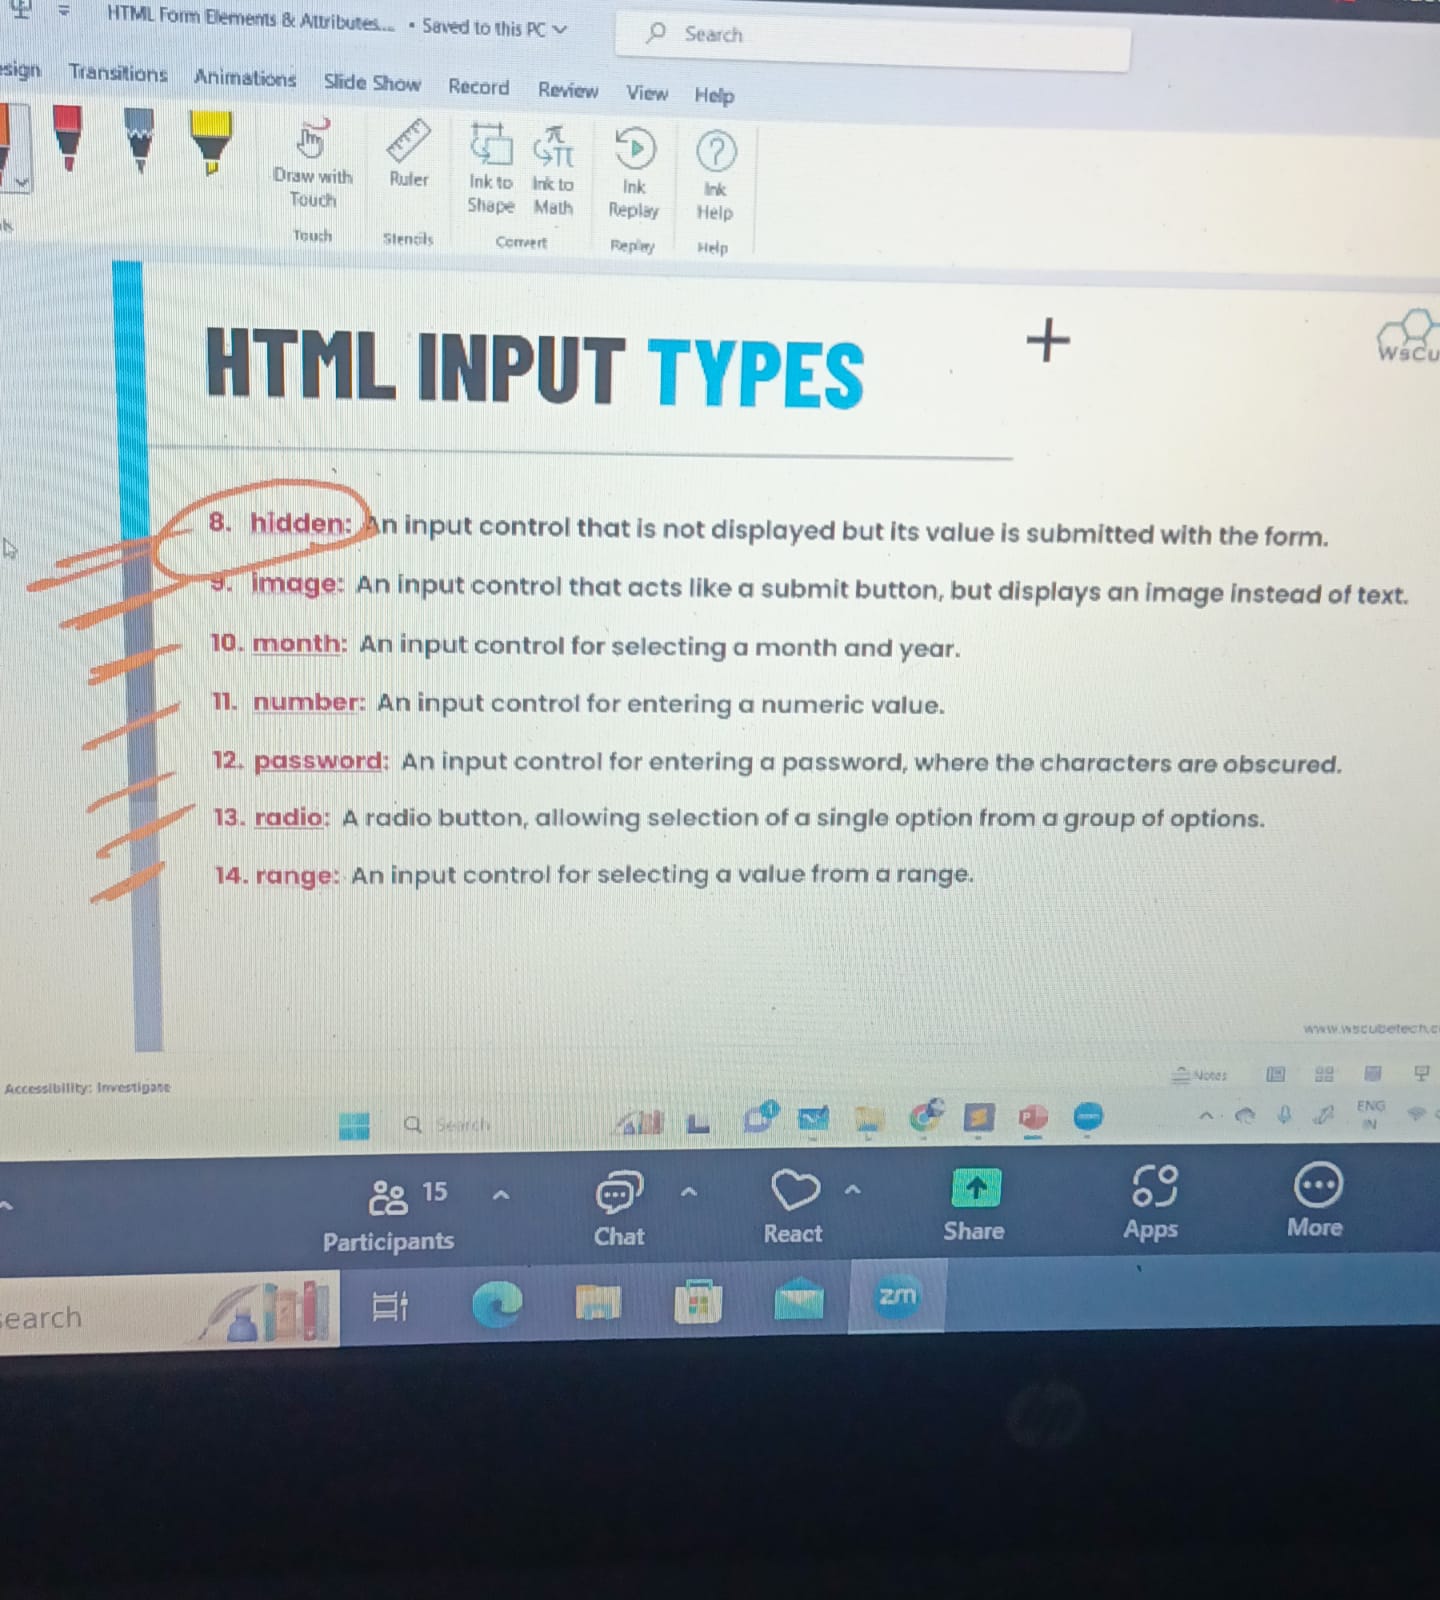 HTML Form Elements & Attributes... • Saved to this PC
Search
Transitions Animations Slide Show Record Review View Help
Draw with Touch
Ruler
Ink to Shape
Ink to Math
Ink Replay
Ink Help
Touch Stencils Convert Replay Help
HTML INPUT TYPES
+
WsCu
8. hidden: An input control that is not displayed but its value is submitted with the form.
9. image: An input control that acts like a submit button, but displays an image instead of text.
10. month: An input control for selecting a month and year.
11. number: An input control for entering a numeric value.
12. password: An input control for entering a password, where the characters are obscured.
13. radio: A radio button, allowing selection of a single option from a group of options.
14. range: An input control for selecting a value from a range.
www.wscubetech.c
Accessibility: Investigate
Notes
Search
ENG
IN
15
Participants Chat React Share Apps More
earch
zm